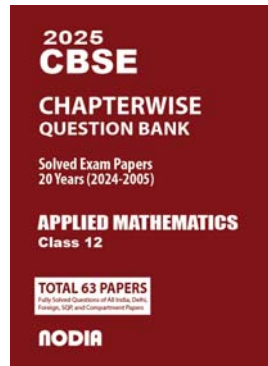 2025
CBSE
CHAPTERWISE
QUESTION BANK
Solved Exam Papers
20 Years (2024-2005)
APPLIED MATHEMATICS
Class 12
TOTAL 63 PAPERS
Fully Solved Questions of All India, Delhi,
Foreign, SQP, and Compartment Papers
NODIA